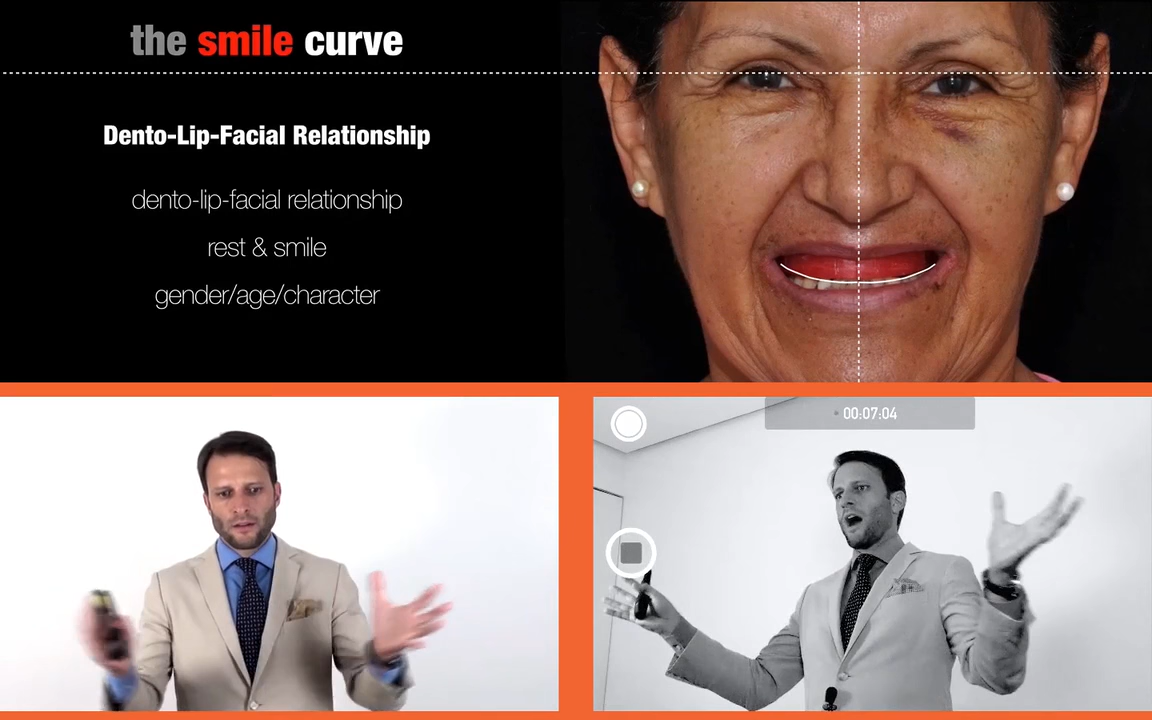 the smile curve
Dento-Lip-Facial Relationship
dento-lip-facial relationship
rest & smile
gender/age/character
00:07:04